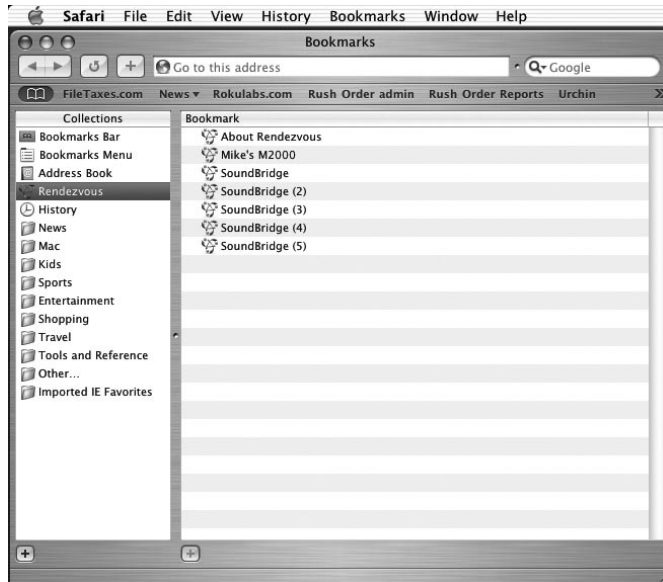 Safari File Edit View History Bookmarks Window Help
Bookmarks
Go to this address
Q Google
FileTaxes.com News Rokulabs.com Rush Order admin Rush Order Reports Urchin
Collections
Bookmarks Bar
Bookmarks Menu
Address Book
Rendezvous
History
News
Mac
Kids
Sports
Entertainment
Shopping
Travel
Tools and Reference
Other...
Imported IE Favorites
Bookmark
About Rendezvous
Mike's M2000
SoundBridge
SoundBridge (2)
SoundBridge (3)
SoundBridge (4)
SoundBridge (5)